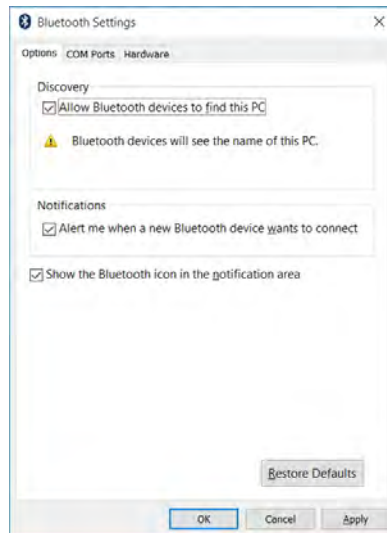 Bluetooth Settings
Options COM Ports Hardware
Discovery
Allow Bluetooth devices to find this PC
Bluetooth devices will see the name of this PC.
Notifications
Alert me when a new Bluetooth device wants to connect
Show the Bluetooth icon in the notification area
Restore Defaults
OK Cancel Apply